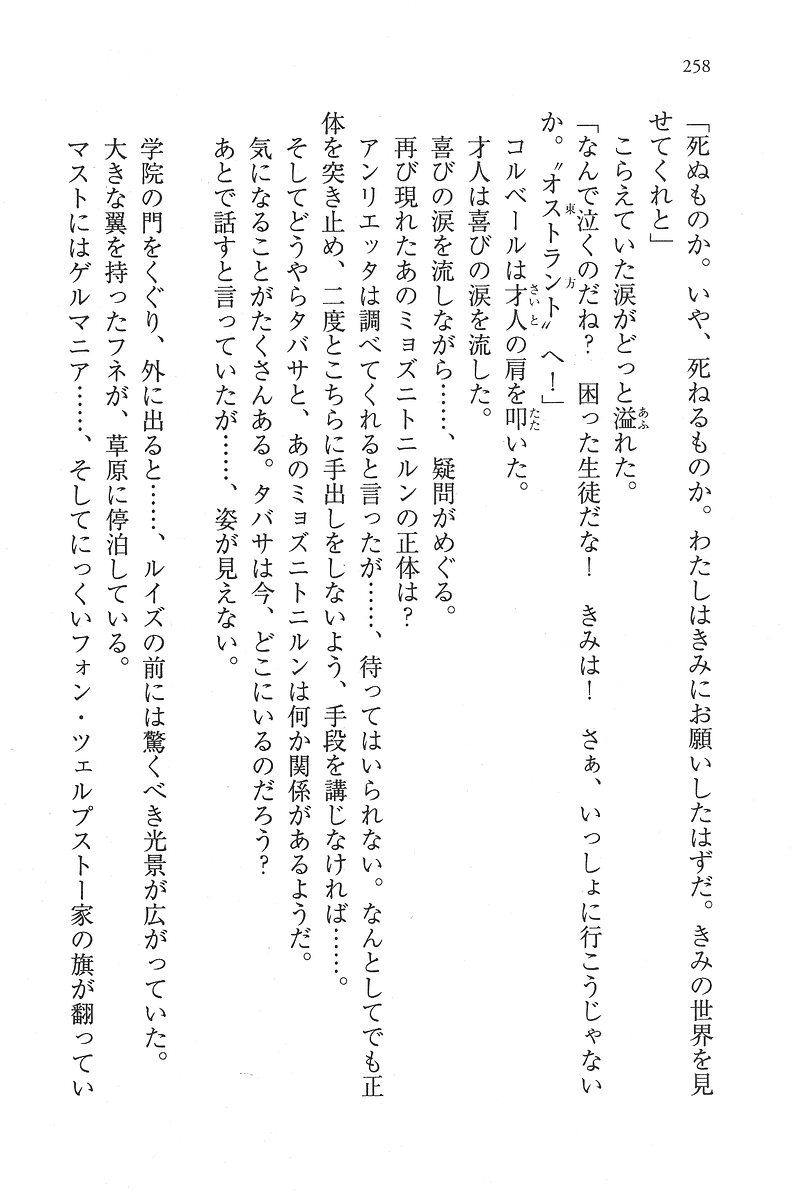 258
「死ぬものか。いや、死ねるものか。わたしはきみにお願いしたはずだ。きみの世界を見
せてくれと」
こらえていた涙がどっと溢れた。
「なんで泣くのだね？　困った生徒だな！　きみは！　さぁ、いっしょに行こうじゃない
か。〝オストラント〟へ！」
コルベールは才人の肩を叩いた。
才人は喜びの涙を流した。
喜びの涙を流しながら……、疑問がめぐる。
再び現れたあのミョズニトニルンの正体は？
アンリエッタは調べてくれると言ったが……、待ってはいられない。なんとしてでも正
体を突き止め、二度とこちらに手出しをしないよう、手段を講じなければ……。
そしてどうやらタバサと、あのミョズニトニルンは何か関係があるようだ。
気になることがたくさんある。タバサは今、どこにいるのだろう？
あとで話すと言っていたが……、姿が見えない。
学院の門をくぐり、外に出ると……、ルイズの前には驚くべき光景が広がっていた。
大きな翼を持ったフネが、草原に停泊している。
マストにはゲルマニア……、そしてにっくいフォン・ツェルプストー家の旗が翻ってい